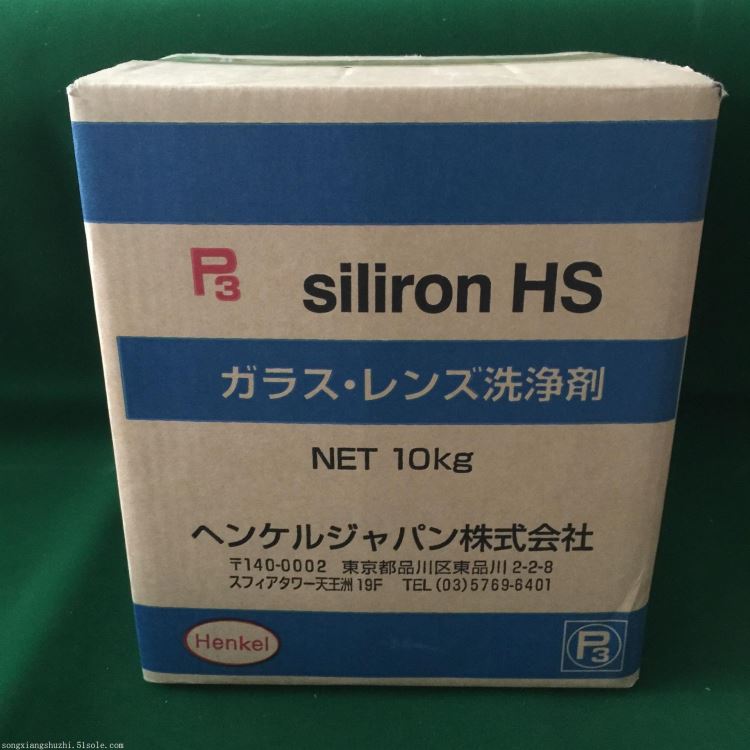 P3 siliron HS
ガラス・レンズ洗浄剤
NET 10kg
ヘンケルジャパン株式会社
〒140-0002 東京都品川区東品川2-2-8
スフィアタワー天王洲19F TEL(03)5769-6401
Henkel P3
songxiangshuzhi.51sole.com